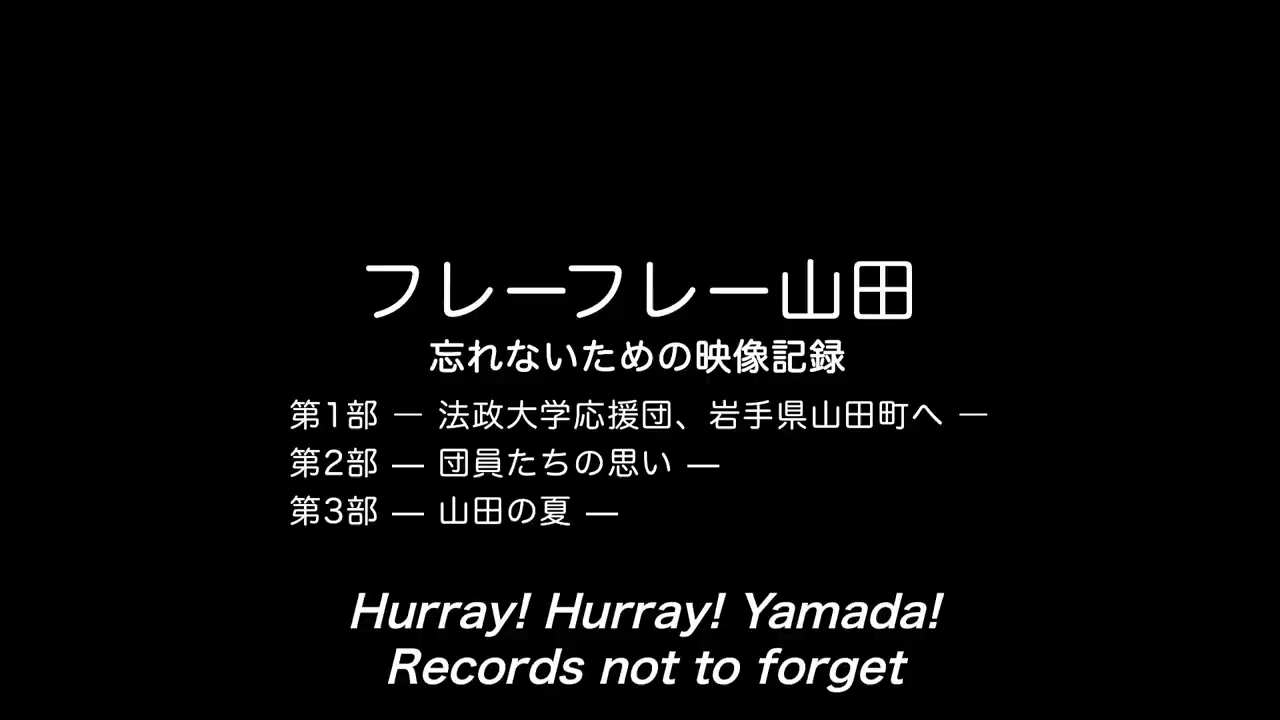 フレーフレー山田
忘れないための映像記録
第1部 ― 法政大学応援団、岩手県山田町へ ―
第2部 ― 団員たちの思い ―
第3部 ― 山田の夏 ―
Hurray! Hurray! Yamada!
Records not to forget